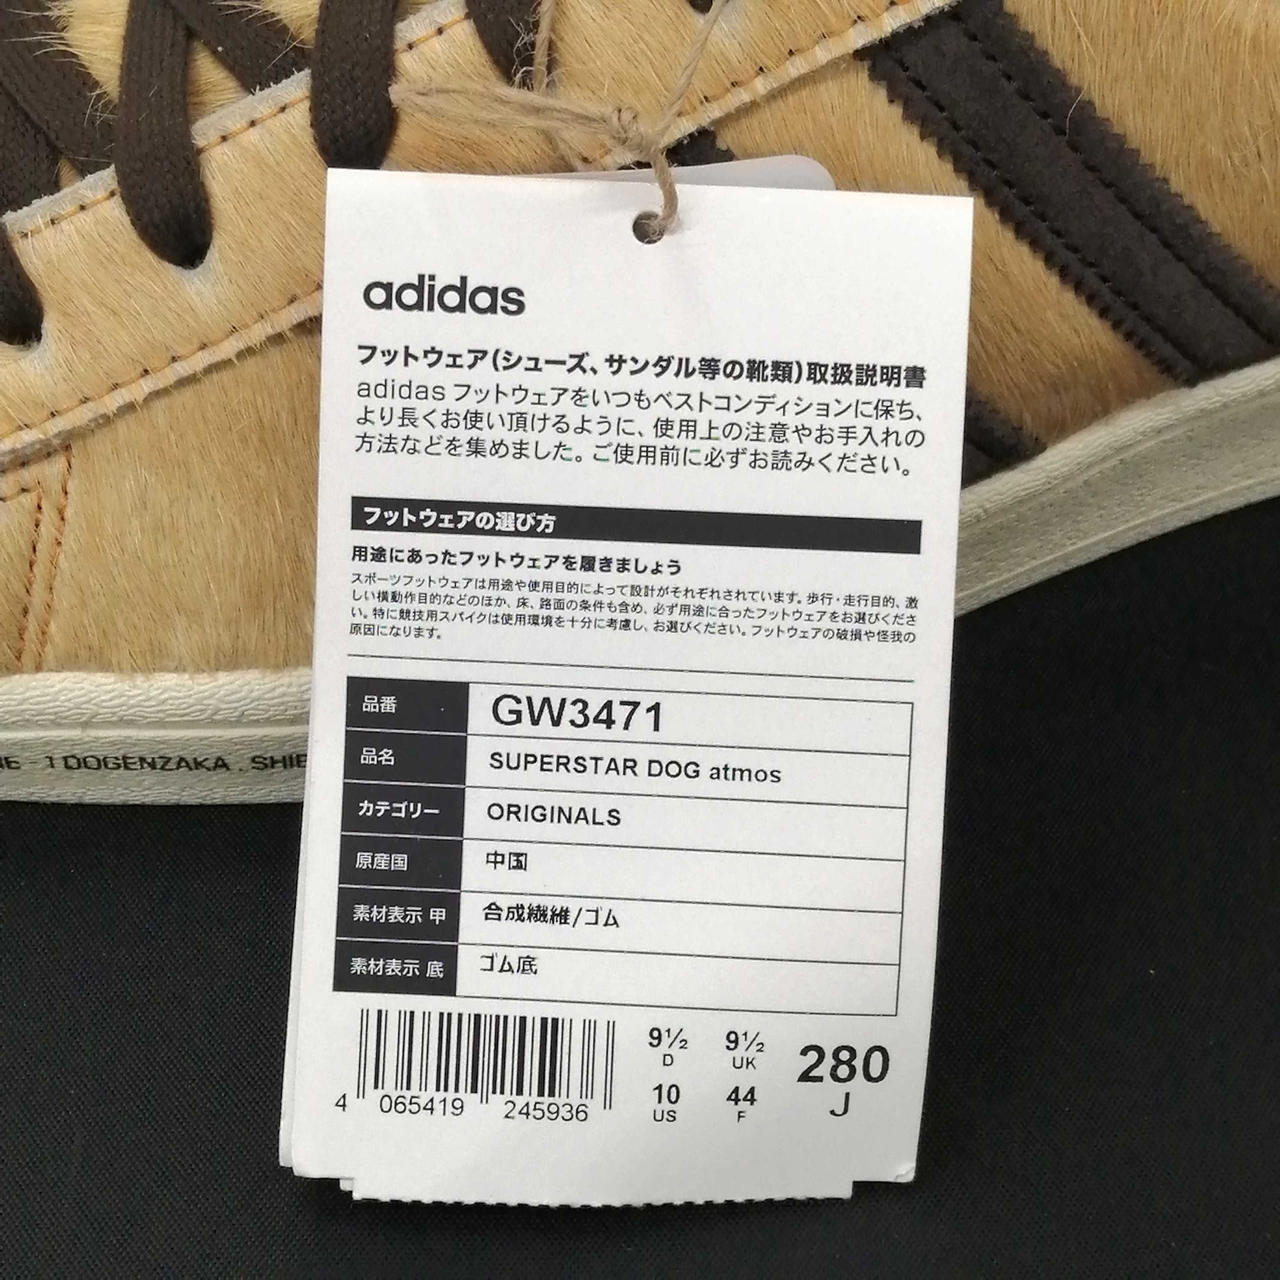 adidas
フットウェア(シューズ、サンダル等の靴類)取扱説明書
adidas フットウェアをいつもベストコンディションに保ち、
より長くお使い頂けるように、使用上の注意やお手入れの
方法などを集めました。ご使用前に必ずお読みください。
フットウェアの選び方
用途にあったフットウェアを履きましょう
スポーツフットウェアは用途や使用目的によって設計がそれぞれされています。歩行・走行目的、激
しい横動作目的などのほか、床、路面の条件も含め、必ず用途に合ったフットウェアをお選びくださ
い。特に競技用スパイクは使用環境を十分に考慮し、お選びください。フットウェアの破損や怪我の
原因になります。
品番 GW3471
品名 SUPERSTAR DOG atmos
カテゴリー ORIGINALS
原産国 中国
素材表示 甲 合成繊維/ゴム
素材表示 底 ゴム底
9½ D 9½ UK 280 J
10 US 44 F
4 065419 245936
- 1 DOGENZAKA . SHIB